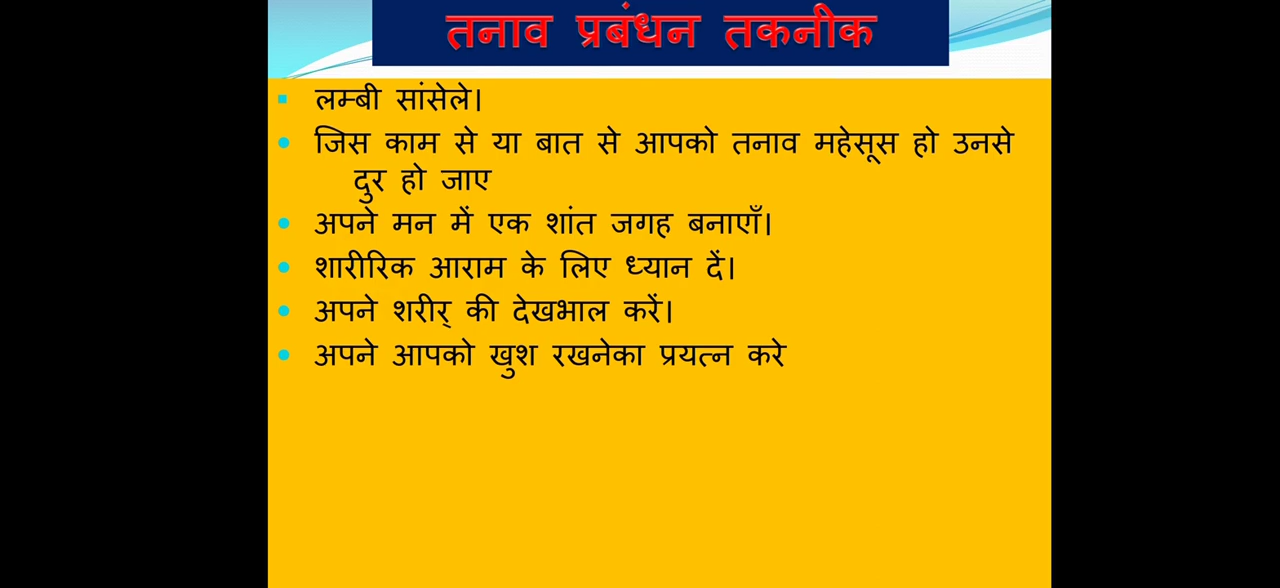 तनाव प्रबंधन तकनीक
लम्बी सांसेले।
जिस काम से या बात से आपको तनाव महेसूस हो उनसे
दुर हो जाए
अपने मन में एक शांत जगह बनाएँ।
शारीरिक आराम के लिए ध्यान दें।
अपने शरीर् की देखभाल करें।
अपने आपको खुश रखनेका प्रयत्न करे